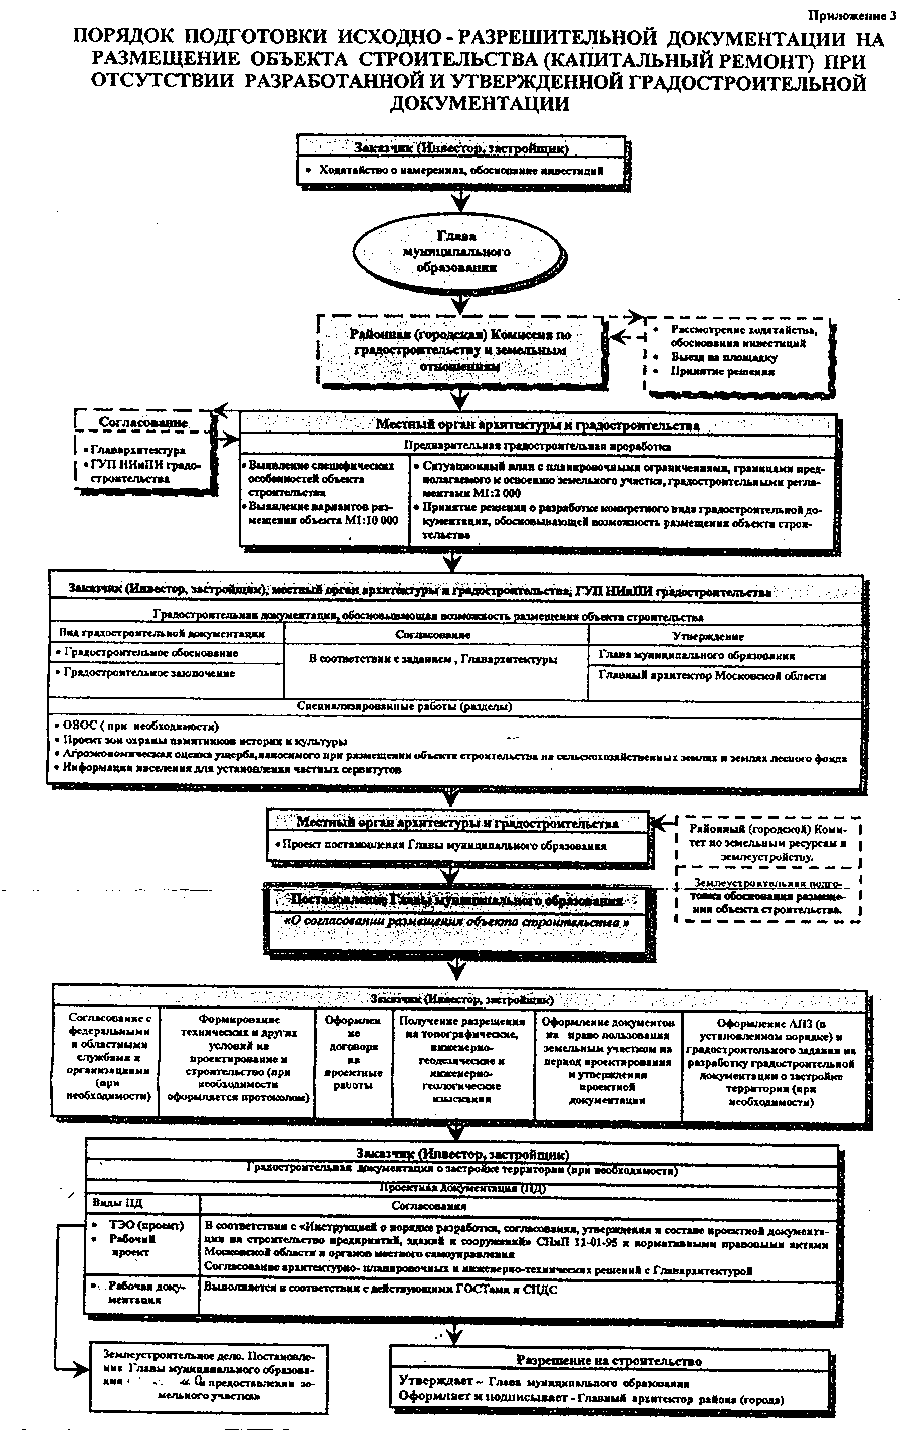 Приложение 3
ПОРЯДОК ПОДГОТОВКИ ИСХОДНО - РАЗРЕШИТЕЛЬНОЙ ДОКУМЕНТАЦИИ НА
РАЗМЕЩЕНИЕ ОБЪЕКТА СТРОИТЕЛЬСТВА (КАПИТАЛЬНЫЙ РЕМОНТ) ПРИ
ОТСУТСТВИИ РАЗРАБОТАННОЙ И УТВЕРЖДЕННОЙ ГРАДОСТРОИТЕЛЬНОЙ
ДОКУМЕНТАЦИИ
Заказчик (Инвестор, застройщик)
• Ходатайство о намерениях, обоснование инвестиций
Глава
муниципального
образования
Районная (городская) Комиссия по
градостроительству и земельным
отношениям
• Рассмотрение ходатайства,
обоснования инвестиций
• Выезд на площадку
• Принятие решения
Согласование
• Главархитектура
• ГУП НИиПИ градо-
строительства
Местный орган архитектуры и градостроительства
Предварительная градостроительная проработка
• Выявление специфических
особенностей объекта
строительства
• Выявление вариантов раз-
мещения объекта М1:10 000
• Ситуационный план с планировочными ограничениями, границами пред-
полагаемого к освоению земельного участка, градостроительными регла-
ментами М1:2 000
• Принятие решения о разработке конкретного вида градостроительной до-
кументации, обосновывающей возможность размещения объекта строи-
тельства
Заказчик (Инвестор, застройщик), местный орган архитектуры и градостроительства, ГУП НИиПИ градостроительства
Градостроительная документация, обосновывающая возможность размещения объекта строительства
Вид градостроительной документации
Согласование
Утверждение
• Градостроительное обоснование
• Градостроительное заключение
В соответствии с заданием , Главархитектуры
Глава муниципального образования
Главный архитектор Московской области
Специализированные работы (разделы)
• ОВОС ( при необходимости)
• Проект зон охраны памятников истории и культуры
• Агроэкономическая оценка ущерба,наносимого при размещении объекта строительства на сельскохозяйственных землях и землях лесного фонда
• Информация населения для установления частных сервитутов
Местный орган архитектуры и градостроительства
• Проект постановления Главы муниципального образования
Районный (городской) Коми-
тет по земельным ресурсам и
землеустройству.
Землеустроительная подго-
товка обоснования размеще-
ния объекта строительства.
Постановление Главы муниципального образования
«О согласовании размещения объекта строительства »
Заказчик (Инвестор, застройщик)
Согласование с
федеральными
и областными
службами и
организациями
(при
необходимости)
Формирование
технических и других
условий на
проектирование и
строительство (при
необходимости
оформляется протоколом)
Оформлен
ие
договора
на
проектные
работы
Получение разрешения
на топографические,
инженерно-
геодезические и
инженерно-
геологические
изыскания
Оформление документов
на право пользования
земельным участком на
период проектирования
и утверждения
проектной
документации
Оформление АПЗ (в
установленном порядке) и
градостроительного задания на
разработку градостроительной
документации о застройке
территории (при
необходимости)
Заказчик (Инвестор, застройщик)
Градостроительная документация о застройке территории (при необходимости)
Проектная документация (ПД)
Виды ПД
Согласования
• ТЭО (проект)
• Рабочий
проект
В соответствии с «Инструкцией о порядке разработки, согласования, утверждения и составе проектной документа-
ции на строительство предприятий, зданий и сооружений» СНиП 11-01-95 и нормативными правовыми актами
Московской области и органов местного самоуправления
Согласование архитектурно- планировочных и инженерно-технических решений с Главархитектурой
• Рабочая доку-
ментация
Выполняется в соответствии с действующими ГОСТами и СПДС
Землеустроительное дело. Постановле-
ние Главы муниципального образова-
ния « О предоставлении зе-
мельного участка»
Разрешение на строительство
Утверждает – Глава муниципального образования
Оформляет и подписывает - Главный архитектор района (города)